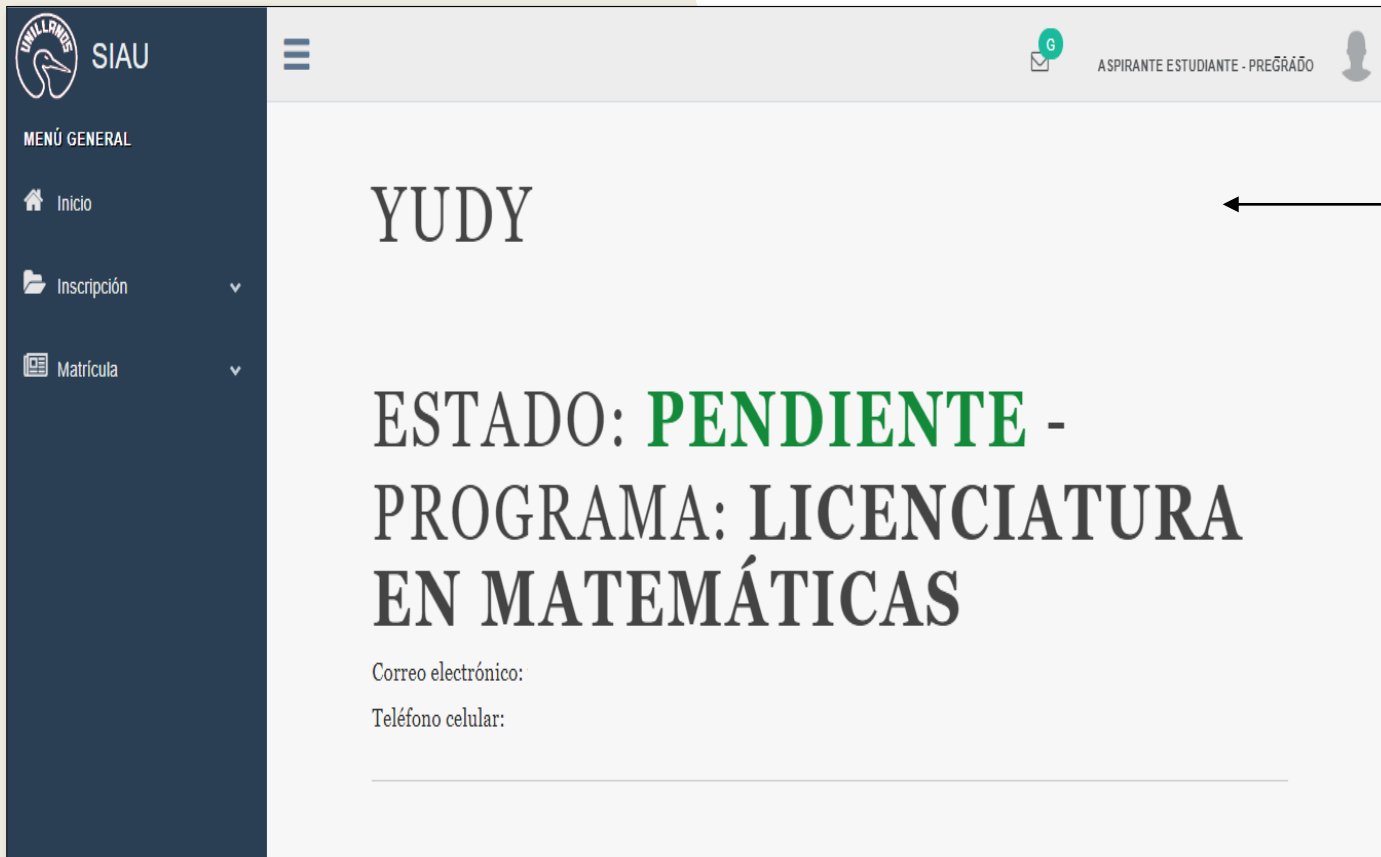 UNILLANOS
SIAU
G
ASPIRANTE ESTUDIANTE - PREGRADO
MENÚ GENERAL
Inicio
Inscripción
Matrícula
YUDY
ESTADO: PENDIENTE -
PROGRAMA: LICENCIATURA
EN MATEMÁTICAS
Correo electrónico:
Teléfono celular: